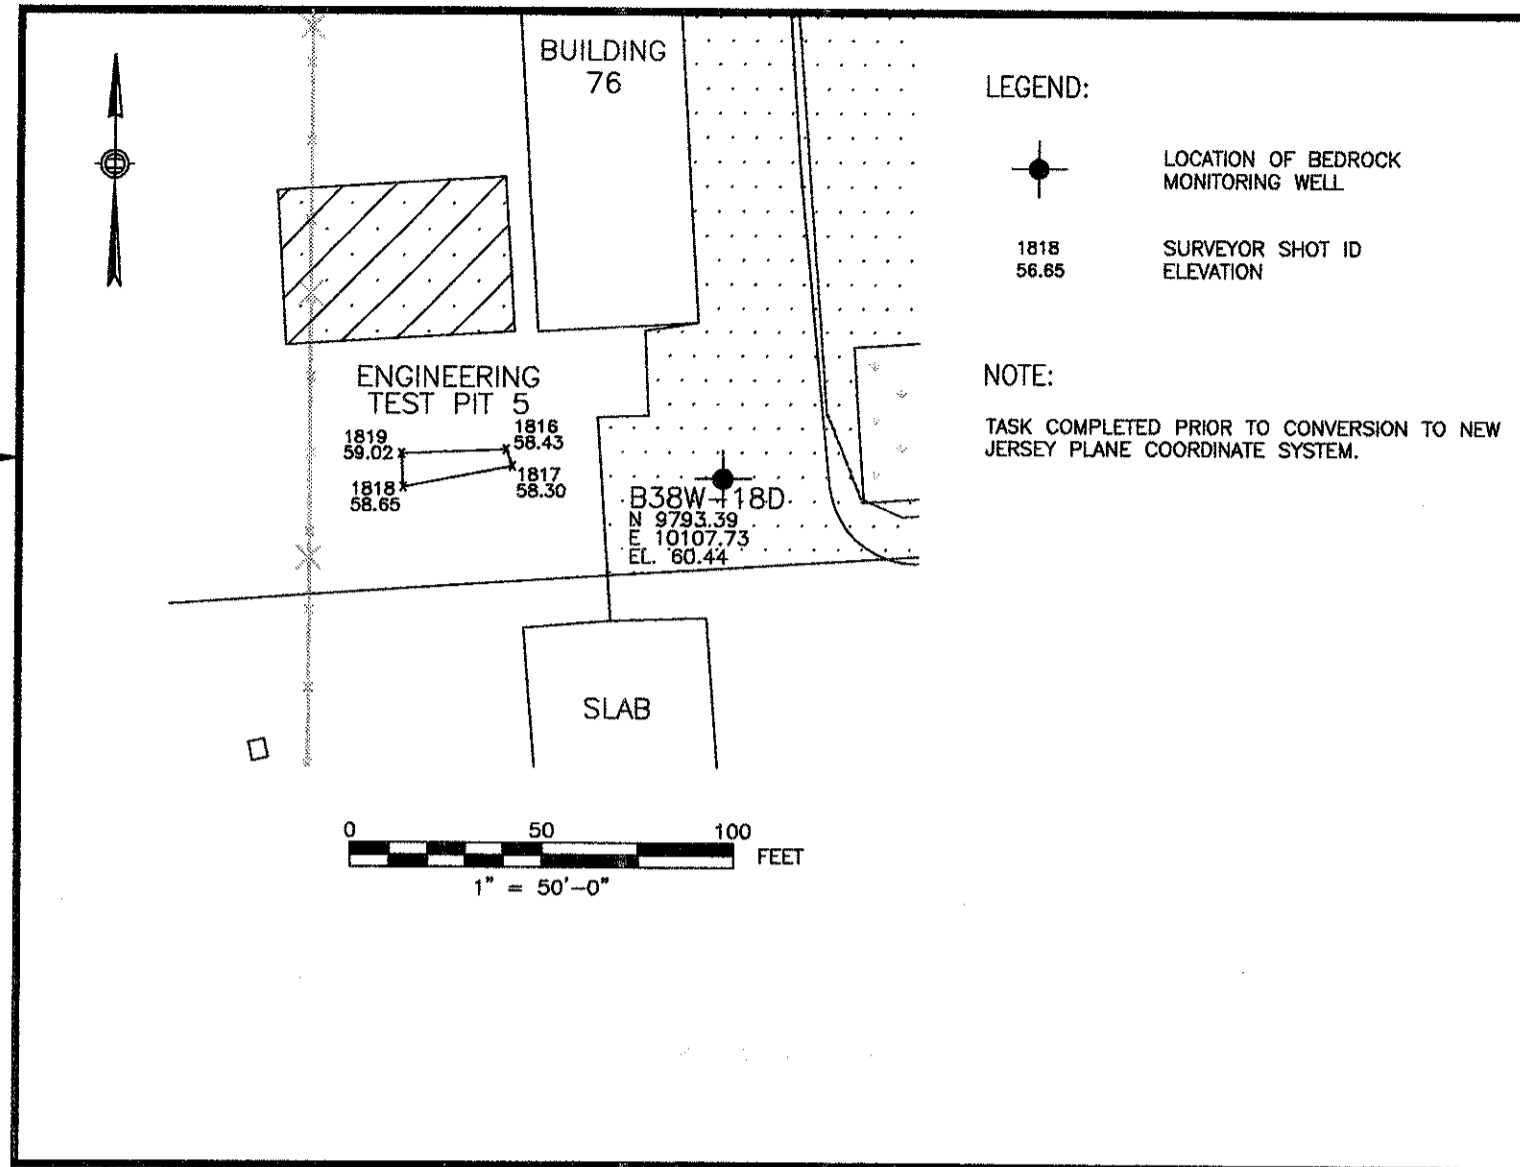 BUILDING
76
LEGEND:
LOCATION OF BEDROCK
MONITORING WELL
1818
56.65
SURVEYOR SHOT ID
ELEVATION
NOTE:
TASK COMPLETED PRIOR TO CONVERSION TO NEW
JERSEY PLANE COORDINATE SYSTEM.
ENGINEERING
TEST PIT 5
1819
59.02
1816
58.43
1818
58.65
1817
58.30
B38W-18D
N 9793.39
E 10107.73
EL. 60.44
SLAB
0 50 100
FEET
1" = 50'-0"